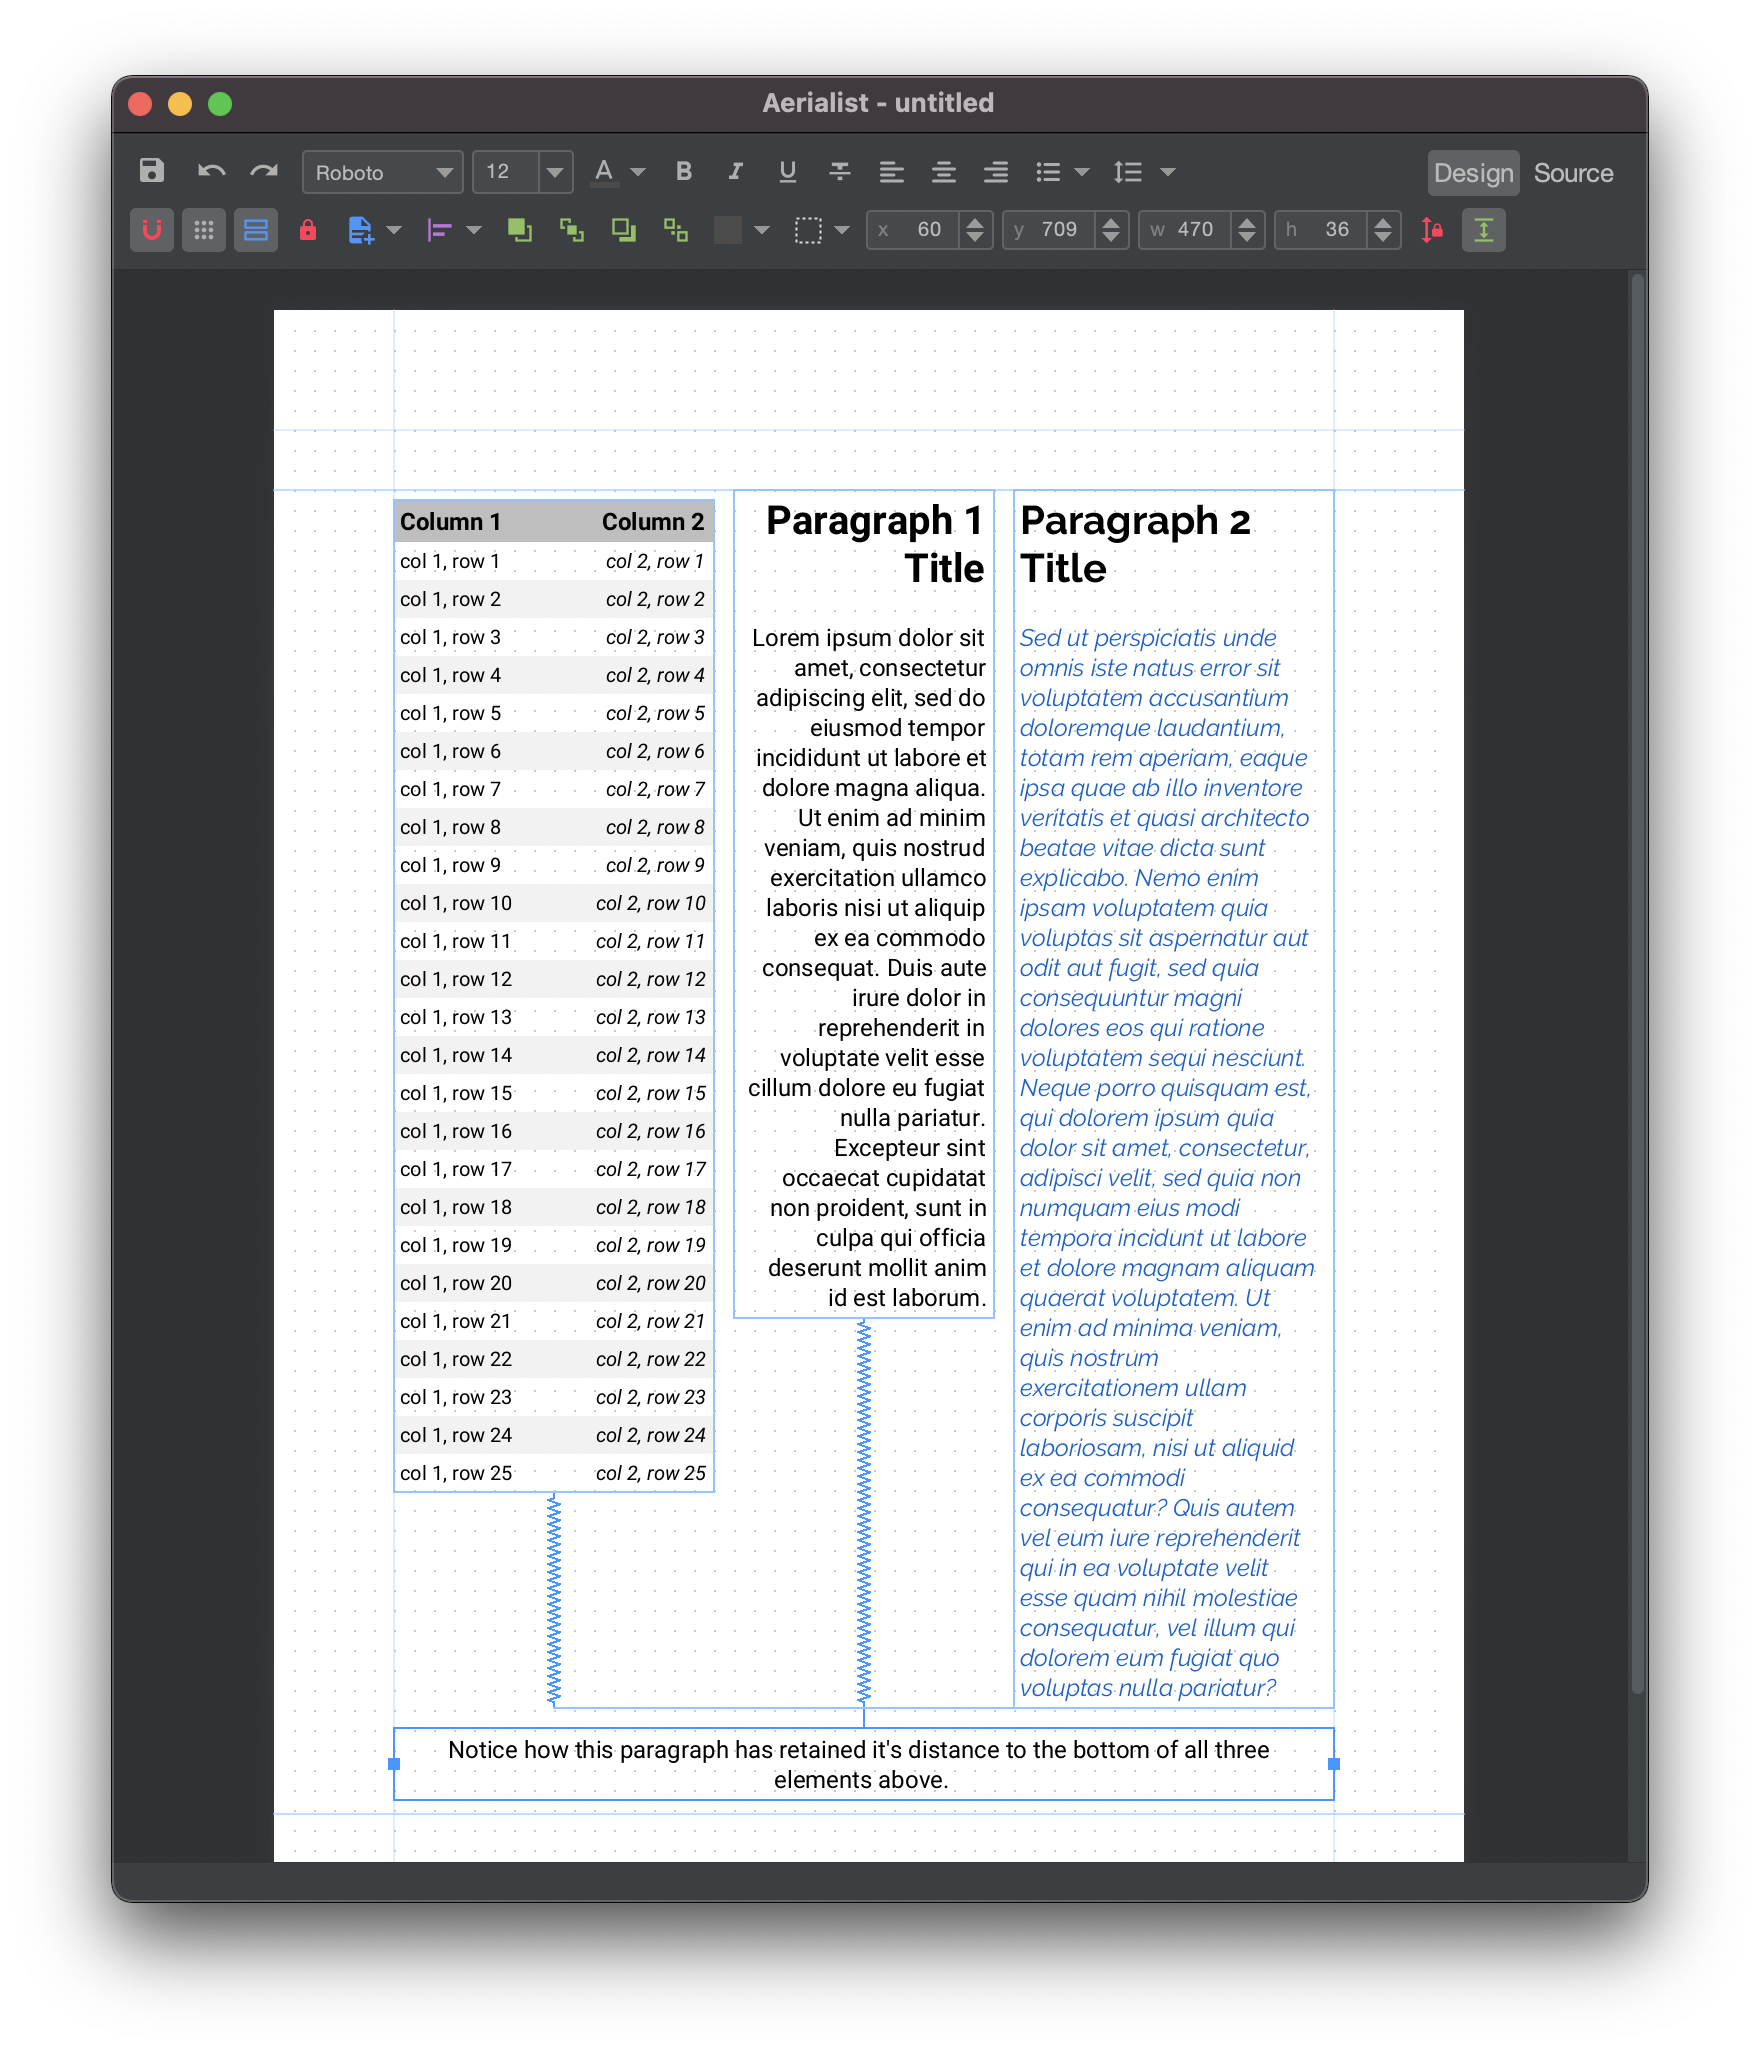 Aerialist - untitled
Roboto
12
Design
Source
x 60
y 709
w 470
h 36
Column 1 Column 2
col 1, row 1 col 2, row 1
col 1, row 2 col 2, row 2
col 1, row 3 col 2, row 3
col 1, row 4 col 2, row 4
col 1, row 5 col 2, row 5
col 1, row 6 col 2, row 6
col 1, row 7 col 2, row 7
col 1, row 8 col 2, row 8
col 1, row 9 col 2, row 9
col 1, row 10 col 2, row 10
col 1, row 11 col 2, row 11
col 1, row 12 col 2, row 12
col 1, row 13 col 2, row 13
col 1, row 14 col 2, row 14
col 1, row 15 col 2, row 15
col 1, row 16 col 2, row 16
col 1, row 17 col 2, row 17
col 1, row 18 col 2, row 18
col 1, row 19 col 2, row 19
col 1, row 20 col 2, row 20
col 1, row 21 col 2, row 21
col 1, row 22 col 2, row 22
col 1, row 23 col 2, row 23
col 1, row 24 col 2, row 24
col 1, row 25 col 2, row 25
Paragraph 1
Title
Lorem ipsum dolor sit
amet, consectetur
adipiscing elit, sed do
eiusmod tempor
incididunt ut labore et
dolore magna aliqua.
Ut enim ad minim
veniam, quis nostrud
exercitation ullamco
laboris nisi ut aliquip
ex ea commodo
consequat. Duis aute
irure dolor in
reprehenderit in
voluptate velit esse
cillum dolore eu fugiat
nulla pariatur.
Excepteur sint
occaecat cupidatat
non proident, sunt in
culpa qui officia
deserunt mollit anim
id est laborum.
Paragraph 2
Title
Sed ut perspiciatis unde
omnis iste natus error sit
voluptatem accusantium
doloremque laudantium,
totam rem aperiam, eaque
ipsa quae ab illo inventore
veritatis et quasi architecto
beatae vitae dicta sunt
explicabo. Nemo enim
ipsam voluptatem quia
voluptas sit aspernatur aut
odit aut fugit, sed quia
consequuntur magni
dolores eos qui ratione
voluptatem sequi nesciunt.
Neque porro quisquam est,
qui dolorem ipsum quia
dolor sit amet, consectetur,
adipisci velit, sed quia non
numquam eius modi
tempora incidunt ut labore
et dolore magnam aliquam
quaerat voluptatem. Ut
enim ad minima veniam,
quis nostrum
exercitationem ullam
corporis suscipit
laboriosam, nisi ut aliquid
ex ea commodi
consequatur? Quis autem
vel eum iure reprehenderit
qui in ea voluptate velit
esse quam nihil molestiae
consequatur, vel illum qui
dolorem eum fugiat quo
voluptas nulla pariatur?
Notice how this paragraph has retained it's distance to the bottom of all three
elements above.